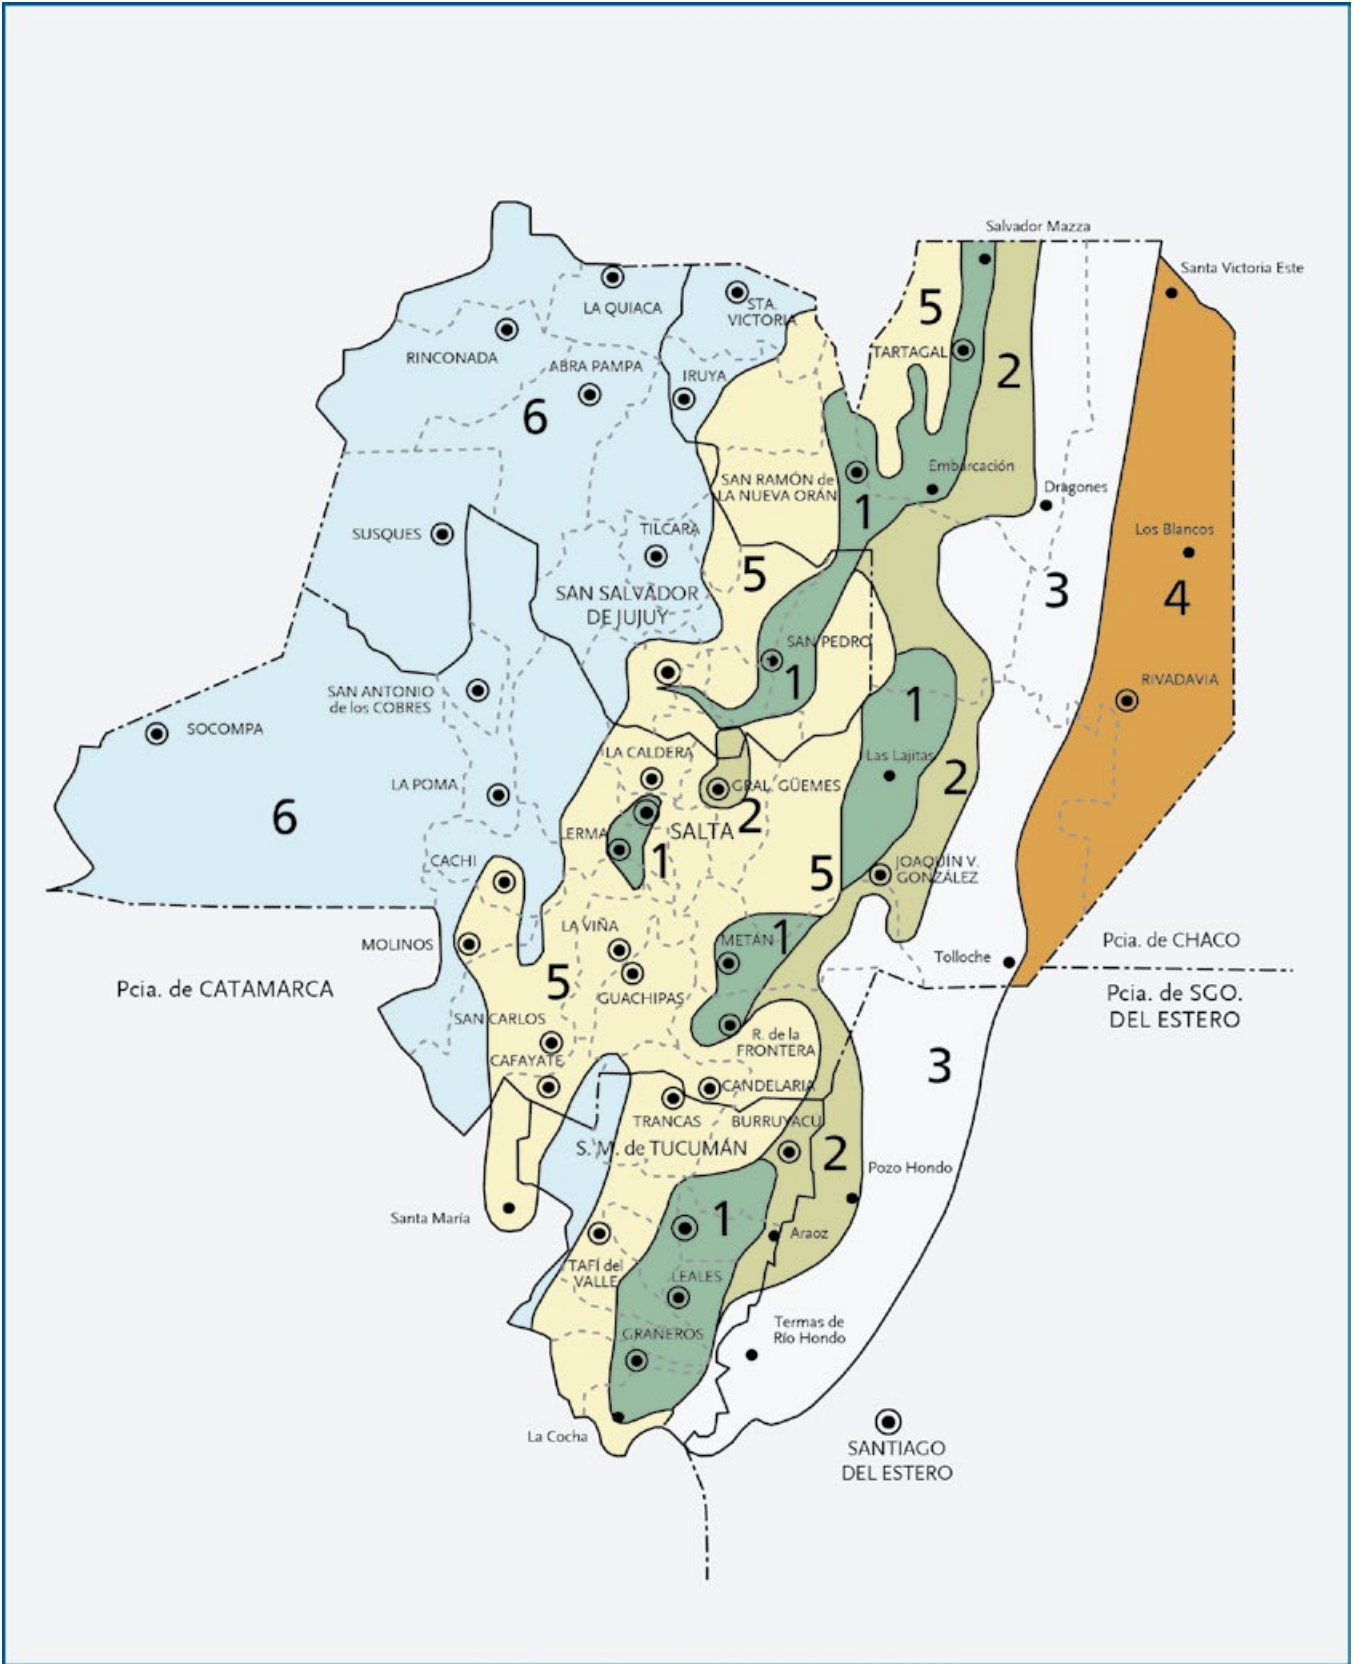 Salvador Mazza
Santa Victoria Este
5
LA QUIACA
STA.
VICTORIA
RINCONADA
ABRA PAMPA
IRUYA
TARTAGAL
2
6
SAN RAMÓN de
LA NUEVA ORÁN
Embarcación
Dragones
1
SUSQUES
TILCARA
Los Blancos
5
3
4
SAN SALVADOR
DE JUJUY
SAN PEDRO
1
1
RIVADAVIA
SAN ANTONIO
de los COBRES
SOCOMPA
LA CALDERA
Las Lajitas
2
LA POMA
GRAL. GÜEMES
6
LERMA
SALTA
2
1
5
CACHI
JOAQUÍN V.
GONZÁLEZ
LA VIÑA
MOLINOS
METÁN
1
Tolloche
Pcia. de CHACO
Pcia. de CATAMARCA
5
GUACHIPAS
Pcia. de SGO.
DEL ESTERO
SAN CARLOS
R. de la
FRONTERA
CAFAYATE
3
CANDELARIA
TRANCAS
BURRUYACU
S. M. de TUCUMÁN
2
Pozo Hondo
Santa María
1
Araoz
TAFÍ del
VALLE
LEALES
GRAÑEROS
Termas de
Río Hondo
La Cocha
SANTIAGO
DEL ESTERO